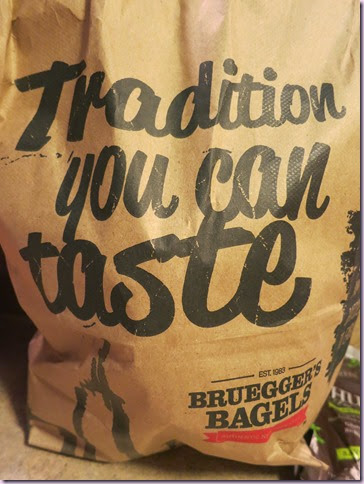 Tradition
you can
taste
EST. 1983
BRUEGGER'S
BAGELS